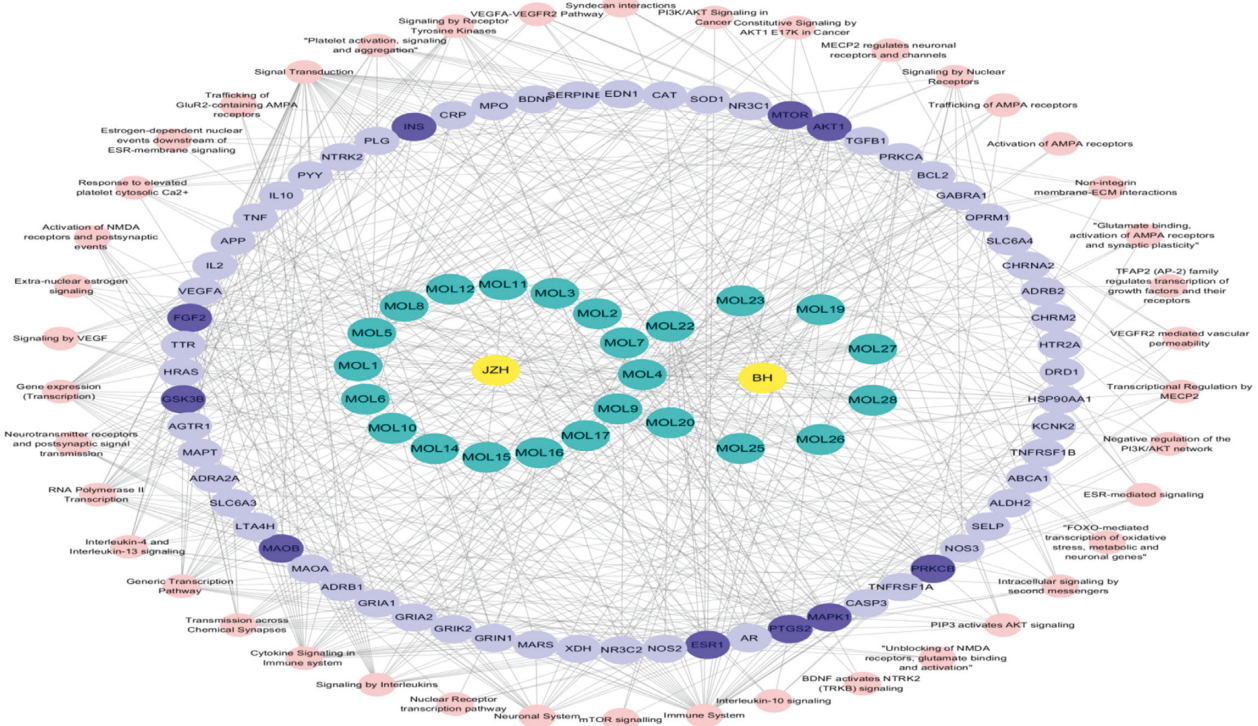 Syndecan interactions
VEGFA-VEGFR2 Pathway
PI3K/AKT Signaling in
Cancer
Signaling by Receptor
Tyrosine Kinases
Constitutive Signaling by
AKT1 E17K in Cancer
"Platelet activation, signaling
and aggregation"
MECP2 regulates neuronal
receptors and channels
Signal Transduction
Signaling by Nuclear
Receptors
Trafficking of
GluR2-containing AMPA
receptors
Trafficking of AMPA receptors
Estrogen-dependent nuclear
events downstream of
ESR-membrane signaling
Activation of AMPA receptors
Response to elevated
platelet cytosolic Ca2+
Non-integrin
membrane-ECM interactions
Activation of NMDA
receptors and postsynaptic
events
"Glutamate binding,
activation of AMPA receptors
and synaptic plasticity"
Extra-nuclear estrogen
signaling
TFAP2 (AP-2) family
regulates transcription of
growth factors and their
receptors
Signaling by VEGF
VEGFR2 mediated vascular
permeability
Gene expression
(Transcription)
Transcriptional Regulation by
MECP2
Neurotransmitter receptors
and postsynaptic signal
transmission
Negative regulation of the
PI3K/AKT network
RNA Polymerase II
Transcription
ESR-mediated signaling
Interleukin-4 and
Interleukin-13 signaling
"FOXO-mediated
transcription of oxidative
stress, metabolic and
neuronal genes"
Generic Transcription
Pathway
Intracellular signaling by
second messengers
Transmission across
Chemical Synapses
PIP3 activates AKT signaling
Cytokine Signaling in
Immune system
"Unblocking of NMDA
receptors, glutamate binding
and activation"
Signaling by Interleukins
BDNF activates NTRK2
(TRKB) signaling
Nuclear Receptor
transcription pathway
Interleukin-10 signaling
Neuronal System
mTOR signalling
Immune System
INS
CRP
MPO
BDNF
SERPINE
EDN1
CAT
SOD1
NR3C1
MTOR
AKT1
TGFB1
PRKCA
BCL2
GABRA1
OPRM1
SLC6A4
CHRNA2
ADRB2
CHRM2
HTR2A
DRD1
HSP90AA1
KCNK2
TNFRSF1B
ABCA1
ALDH2
SELP
NOS3
PRKCB
TNFRSF1A
CASP3
MAPK1
PTGS2
AR
ESR1
NOS2
NR3C2
XDH
MARS
GRIN1
GRIK2
GRIA2
GRIA1
ADRB1
MAOA
MAOB
LTA4H
SLC6A3
ADRA2A
MAPT
AGTR1
GSK3B
HRAS
TTR
FGF2
VEGFA
IL2
APP
TNF
IL10
PYY
NTRK2
PLG
MOL12
MOL11
MOL3
MOL2
MOL7
MOL4
MOL9
MOL17
MOL16
MOL15
MOL14
MOL10
MOL6
MOL1
MOL5
MOL8
JZH
MOL22
MOL23
MOL19
MOL27
MOL28
MOL26
MOL25
MOL20
BH